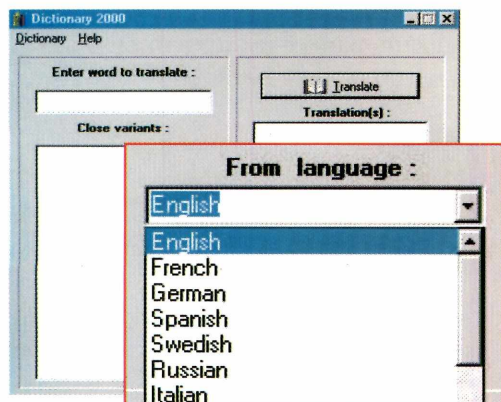 Dictionary 2000
Dictionary Help
Enter word to translate :
Translate
Close variants :
Translation(s) :
From language :
English
English
French
German
Spanish
Swedish
Russian
Italian